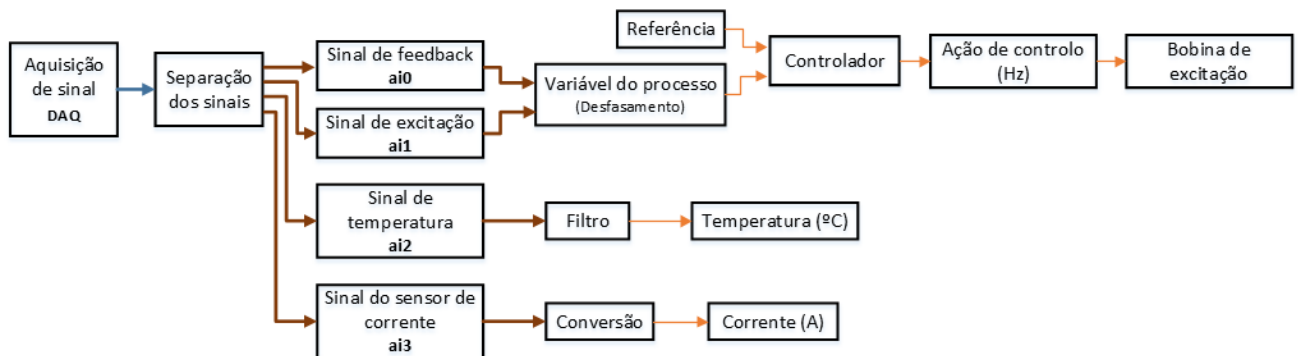 Aquisição
de sinal
DAQ
Separação
dos sinais
Sinal de feedback
ai0
Sinal de excitação
ai1
Variável do processo
(Desfasamento)
Referência
Controlador
Ação de controlo
(Hz)
Bobina de
excitação
Sinal de
temperatura
ai2
Filtro
Temperatura (ºC)
Sinal do sensor de
corrente
ai3
Conversão
Corrente (A)